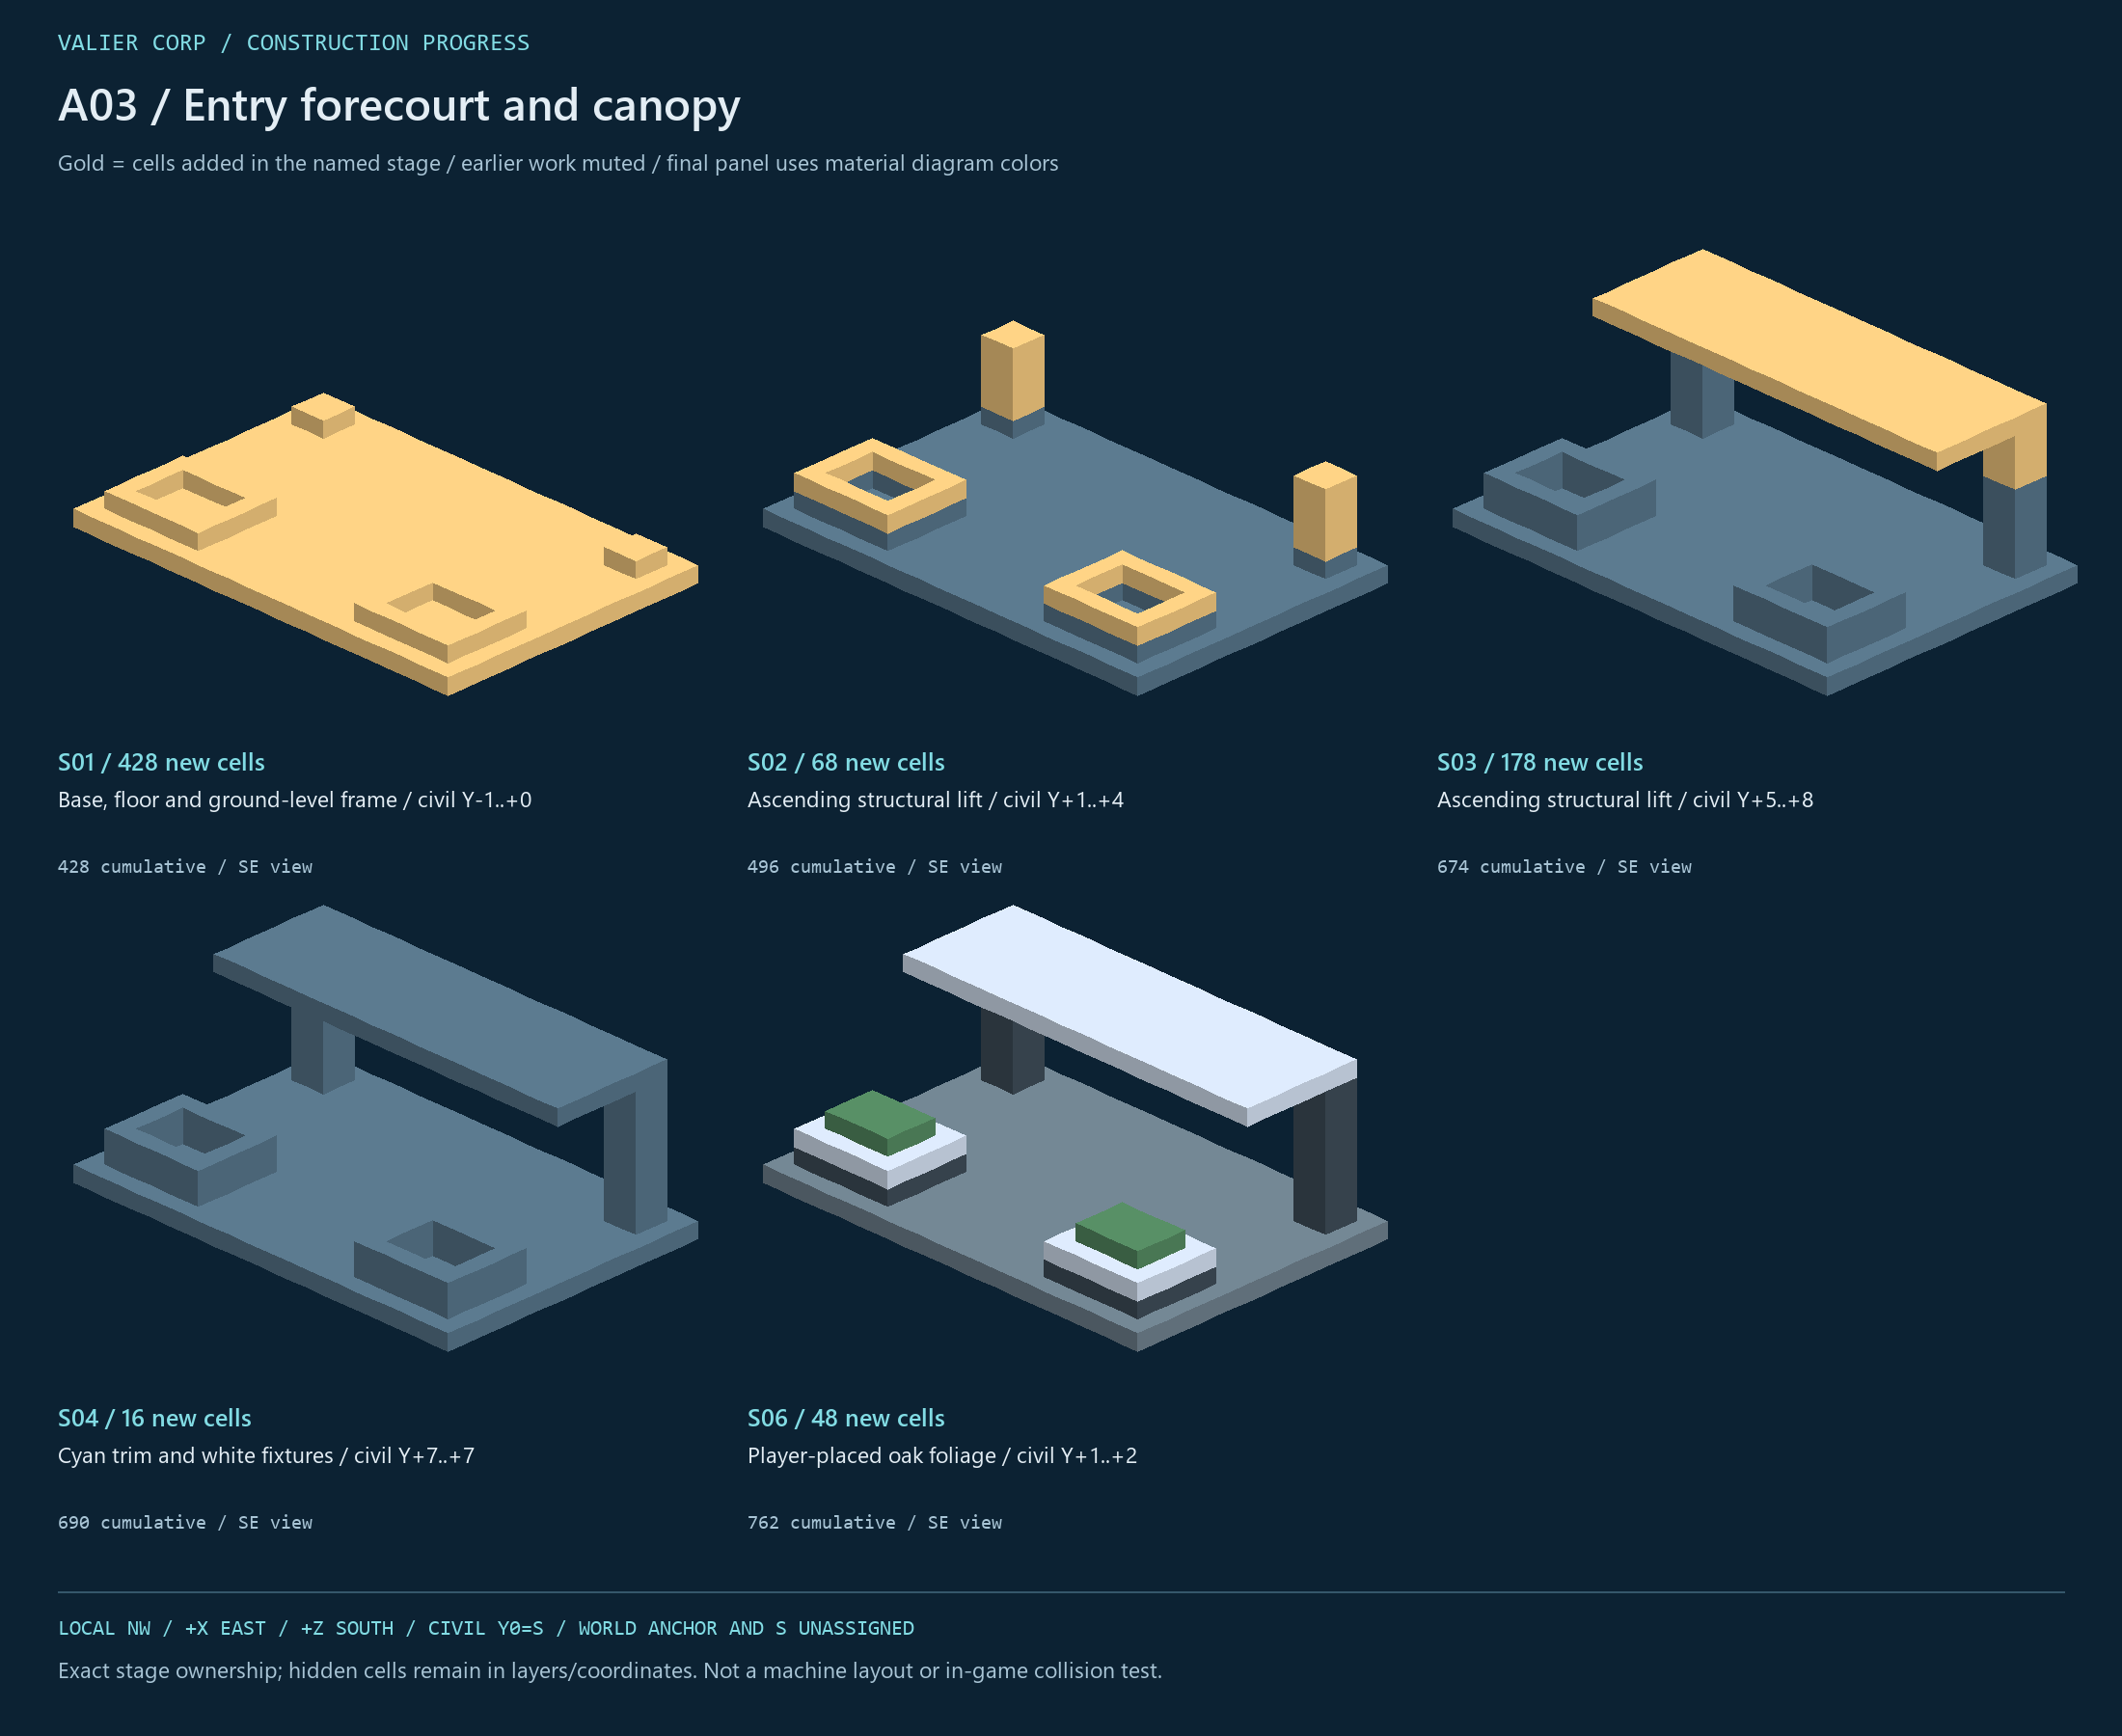 VALIER CORP / CONSTRUCTION PROGRESS
A03 / Entry forecourt and canopy
Gold = cells added in the named stage / earlier work muted / final panel uses material diagram colors
S01 / 428 new cells
Base, floor and ground-level frame / civil Y-1..+0
428 cumulative / SE view
S02 / 68 new cells
Ascending structural lift / civil Y+1..+4
496 cumulative / SE view
S03 / 178 new cells
Ascending structural lift / civil Y+5..+8
674 cumulative / SE view
S04 / 16 new cells
Cyan trim and white fixtures / civil Y+7..+7
690 cumulative / SE view
S06 / 48 new cells
Player-placed oak foliage / civil Y+1..+2
762 cumulative / SE view
LOCAL NW / +X EAST / +Z SOUTH / CIVIL Y0=S / WORLD ANCHOR AND S UNASSIGNED
Exact stage ownership; hidden cells remain in layers/coordinates. Not a machine layout or in-game collision test.